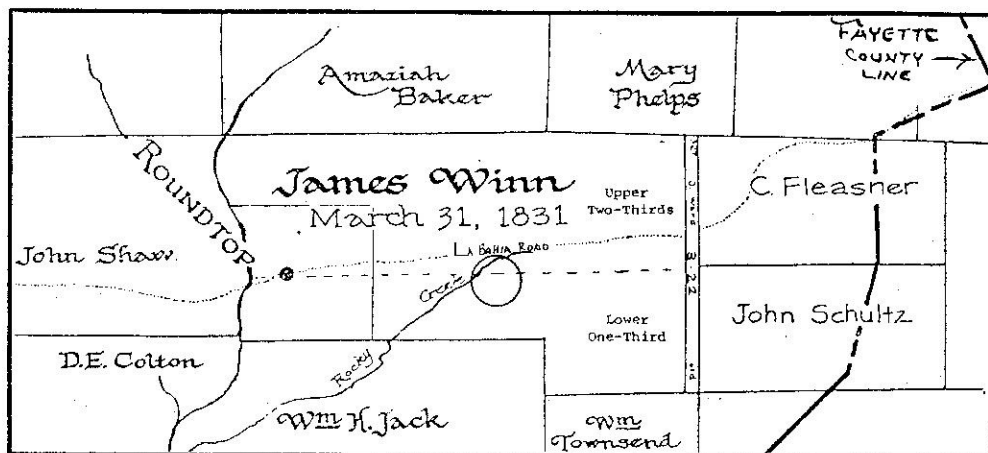 FAYETTE
COUNTY
LINE
Amaziah
Baker
Mary
Phelps
ROUNDTOP
James Winn
March 31, 1831
Upper
Two-Thirds
C. Fleasner
John Shaw
LA BAHIA ROAD
Rocky Creek
Lower
One-Third
John Schultz
D.E. Colton
Wm H. Jack
Wm
Townsend